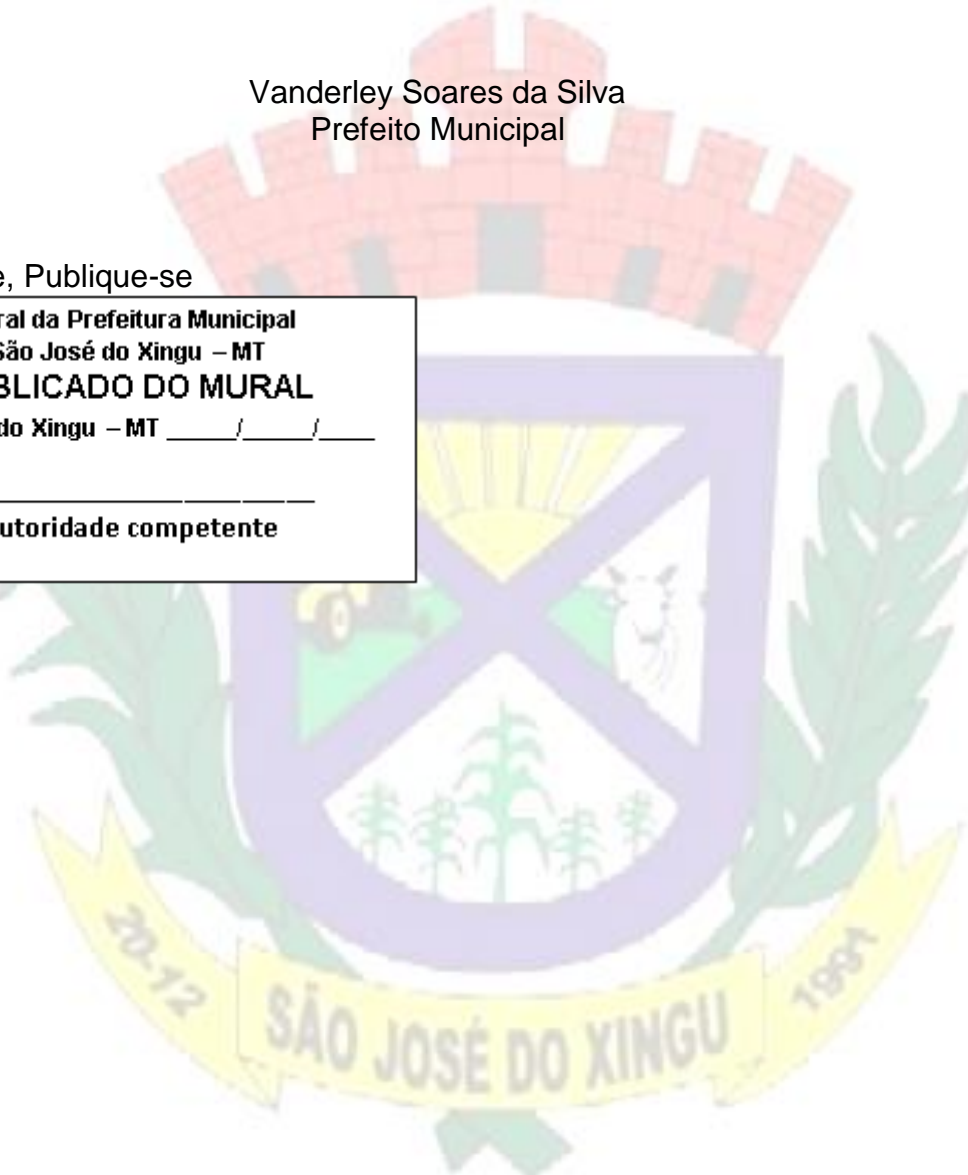 Vanderley Soares da Silva
Prefeito Municipal
e, Publique-se
ral da Prefeitura Municipal
São José do Xingu – MT
BLICADO DO MURAL
do Xingu – MT _____/_____/____
utoridade competente
20-12
SÃO JOSÉ DO XINGU
1991